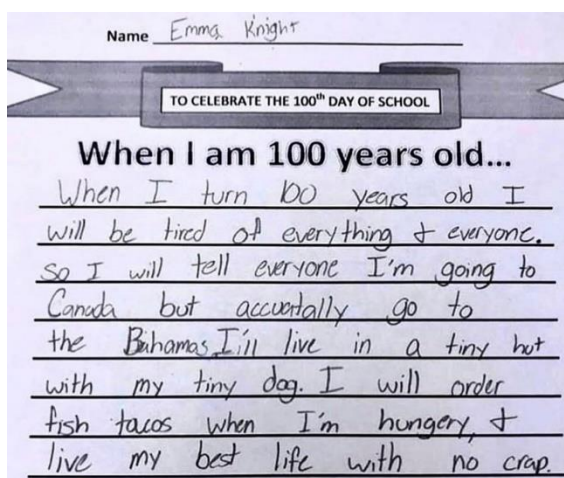 Name Emma Knight
TO CELEBRATE THE 100th DAY OF SCHOOL
When I am 100 years old...
When I turn 100 years old I
will be tired of everything & everyone.
So I will tell everyone I'm going to
Canada but accuartally go to
the Bahamas I'ill live in a tiny hut
with my tiny dog. I will order
fish tacos when I'm hungery, &
live my best life with no crap.